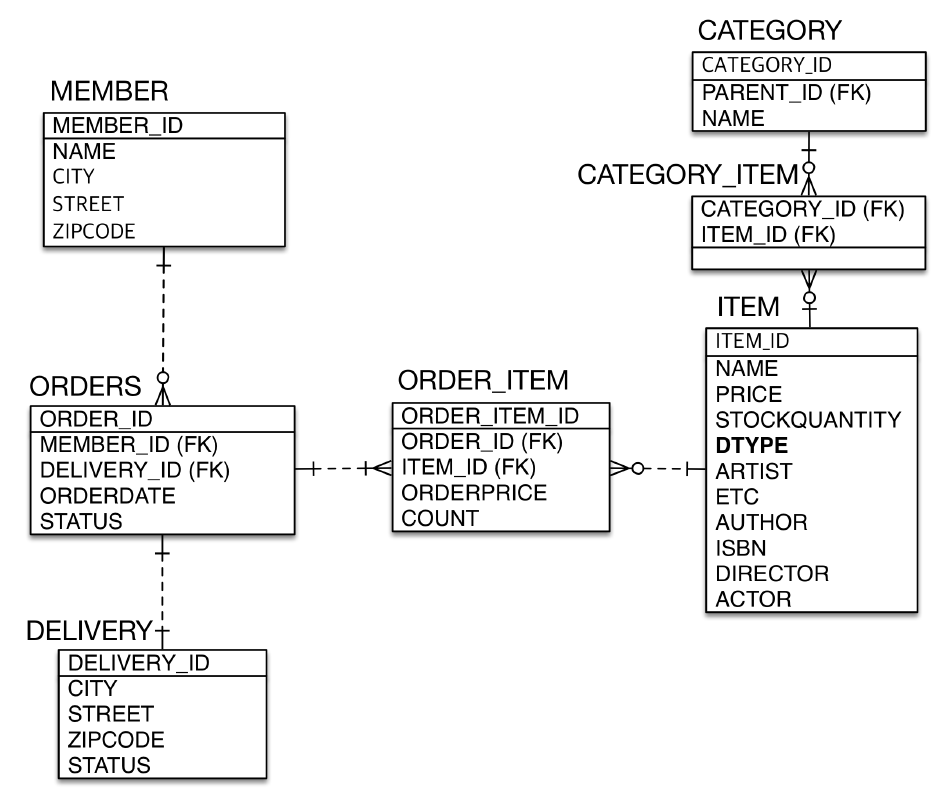 CATEGORY
CATEGORY_ID
PARENT_ID (FK)
NAME
MEMBER
MEMBER_ID
NAME
CITY
STREET
ZIPCODE
CATEGORY_ITEM
CATEGORY_ID (FK)
ITEM_ID (FK)
ITEM
ITEM_ID
NAME
PRICE
STOCKQUANTITY
DTYPE
ARTIST
ETC
AUTHOR
ISBN
DIRECTOR
ACTOR
ORDERS
ORDER_ID
MEMBER_ID (FK)
DELIVERY_ID (FK)
ORDERDATE
STATUS
ORDER_ITEM
ORDER_ITEM_ID
ORDER_ID (FK)
ITEM_ID (FK)
ORDERPRICE
COUNT
DELIVERY
DELIVERY_ID
CITY
STREET
ZIPCODE
STATUS